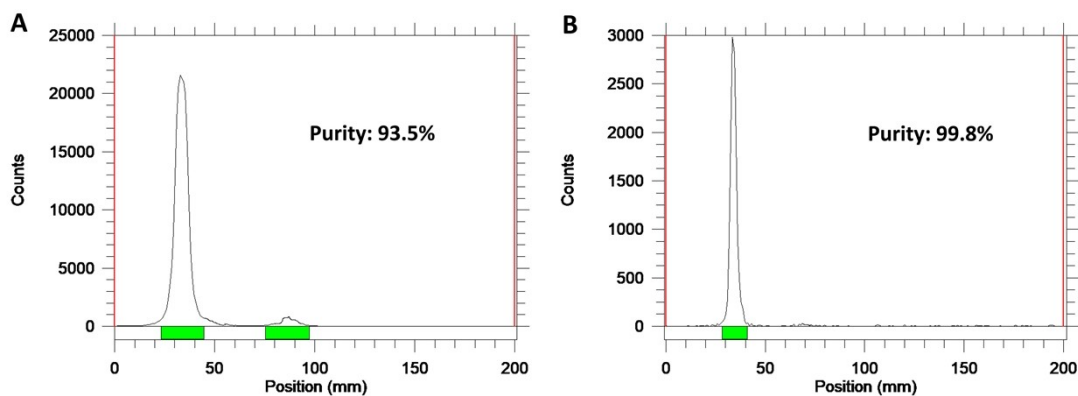 A
25000
20000
15000
10000
5000
0
Counts
Purity: 93.5%
0 50 100 150 200
Position (mm)
B
3000
2500
2000
1500
1000
500
0
Counts
Purity: 99.8%
0 50 100 150 200
Position (mm)